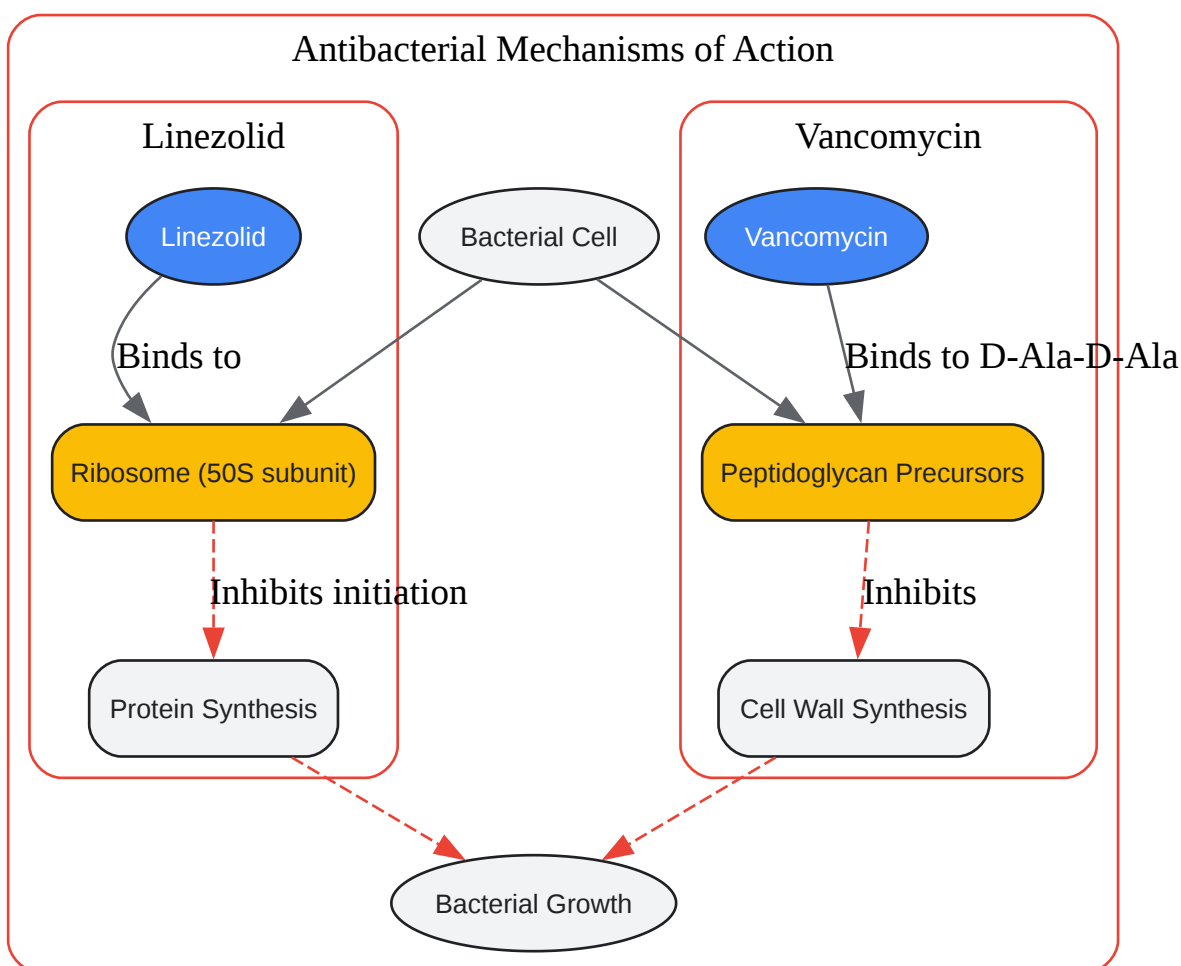 Antibacterial Mechanisms of Action
Linezolid
Vancomycin
Linezolid
Bacterial Cell
Vancomycin
Binds to
Binds to D-Ala-D-Ala
Ribosome (50S subunit)
Peptidoglycan Precursors
Inhibits initiation
Inhibits
Protein Synthesis
Cell Wall Synthesis
Bacterial Growth